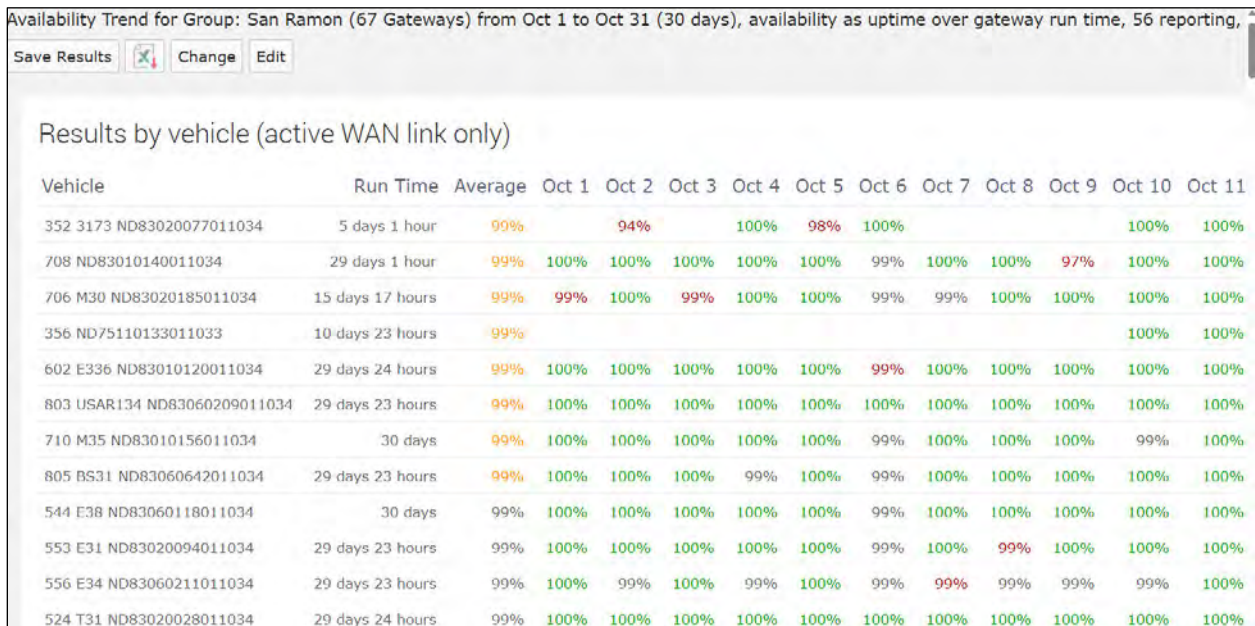 Availability Trend for Group: San Ramon (67 Gateways) from Oct 1 to Oct 31 (30 days), availability as uptime over gateway run time, 56 reporting,
Save Results Change Edit
Results by vehicle (active WAN link only)
Vehicle Run Time Average Oct 1 Oct 2 Oct 3 Oct 4 Oct 5 Oct 6 Oct 7 Oct 8 Oct 9 Oct 10 Oct 11
352 3173 ND83020077011034 5 days 1 hour 99% 94% 100% 98% 100% 100% 100%
708 ND83010140011034 29 days 1 hour 99% 100% 100% 100% 100% 100% 99% 100% 100% 97% 100% 100%
706 M30 ND83020185011034 15 days 17 hours 99% 99% 100% 99% 100% 100% 99% 99% 100% 100% 100% 100%
356 ND75110133011033 10 days 23 hours 99% 100% 100%
602 E336 ND83010120011034 29 days 24 hours 99% 100% 100% 100% 100% 100% 99% 100% 100% 100% 100% 100%
803 USAR134 ND83060209011034 29 days 23 hours 99% 100% 100% 100% 100% 100% 100% 100% 100% 100% 100% 100%
710 M35 ND83010156011034 30 days 99% 100% 100% 100% 100% 100% 99% 100% 100% 100% 99% 100%
805 BS31 ND83060642011034 29 days 23 hours 99% 100% 100% 100% 99% 100% 99% 100% 100% 100% 100% 100%
544 E38 ND83060118011034 30 days 99% 100% 100% 100% 100% 100% 99% 100% 100% 100% 100% 100%
553 E31 ND83020094011034 29 days 23 hours 99% 100% 100% 100% 100% 100% 99% 100% 99% 100% 100% 100%
556 E34 ND83060211011034 29 days 23 hours 99% 100% 99% 100% 99% 100% 99% 99% 99% 99% 99% 100%
524 T31 ND83020028011034 29 days 24 hours 99% 100% 100% 100% 100% 100% 100% 100% 100% 100% 100% 100%